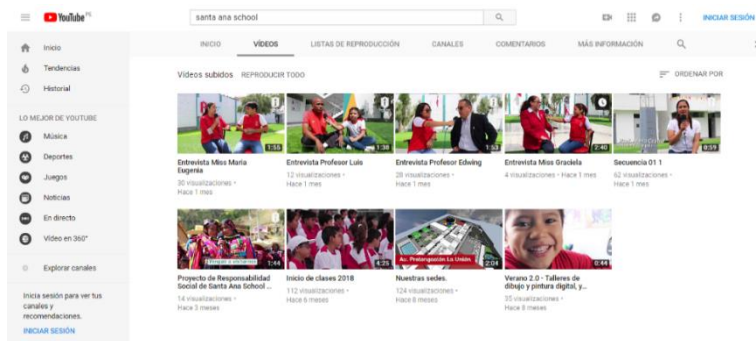 YouTube PE
santa ana school
INICIAR SESIÓN
INICIO VÍDEOS LISTAS DE REPRODUCCIÓN CANALES COMENTARIOS MÁS INFORMACIÓN
Inicio
Tendencias
Historial
LO MEJOR DE YOUTUBE
Música
Deportes
Juegos
Noticias
En directo
Vídeo en 360°
Explorar canales
Inicia sesión para ver tus
canales y
recomendaciones.
INICIAR SESIÓN
Vídeos subidos REPRODUCIR TODO
ORDENAR POR
1:55
Entrevista Miss Maria
Eugenia
30 visualizaciones •
Hace 1 mes
1:38
Entrevista Profesor Luis
12 visualizaciones •
Hace 1 mes
1:53
Entrevista Profesor Edwing
28 visualizaciones •
Hace 1 mes
2:40
Entrevista Miss Graciela
4 visualizaciones • Hace 1 mes
8:59
Secuencia 01 1
62 visualizaciones •
Hace 1 mes
1:44
Proyecto de Responsabilidad
Social de Santa Ana School ...
14 visualizaciones •
Hace 3 meses
4:25
Inicio de clases 2018
112 visualizaciones •
Hace 6 meses
Av. Prolongación La Unión.
2:04
Nuestras sedes.
124 visualizaciones •
Hace 8 meses
0:44
Verano 2.0 - Talleres de
dibujo y pintura digital, y...
35 visualizaciones •
Hace 8 meses